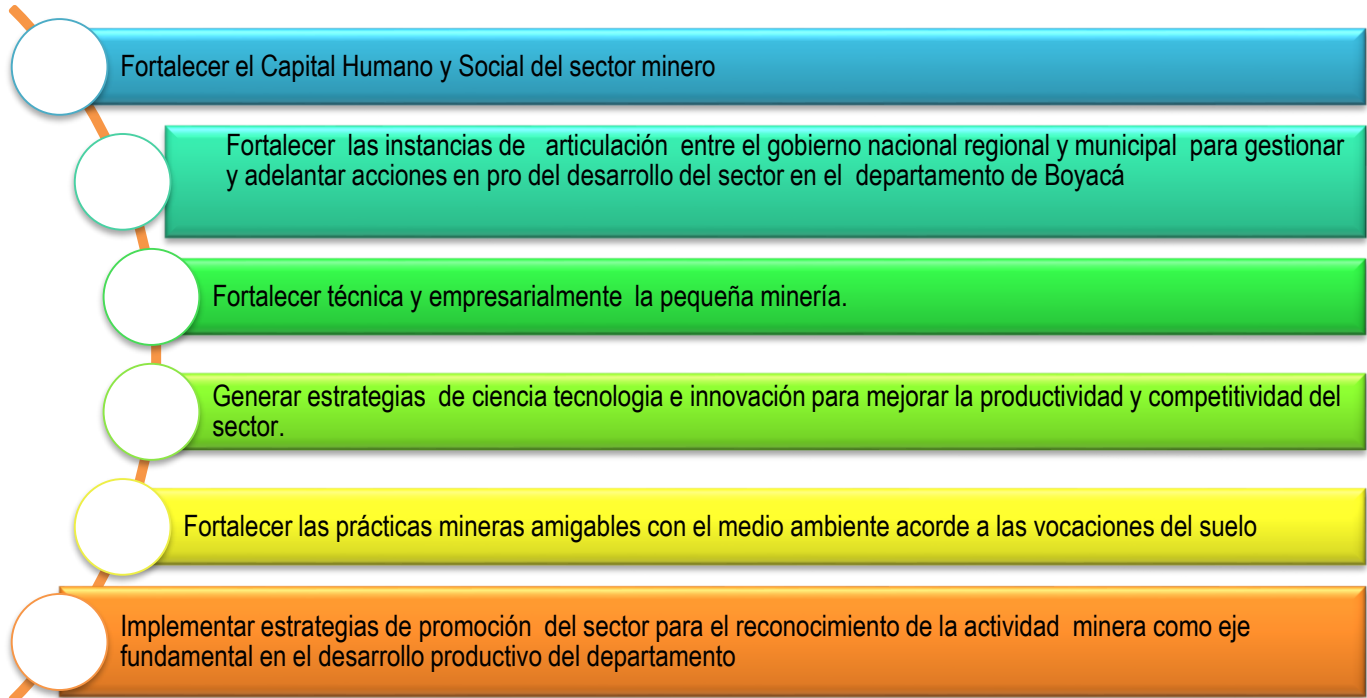 Fortalecer el Capital Humano y Social del sector minero
Fortalecer las instancias de articulación entre el gobierno nacional regional y municipal para gestionar
y adelantar acciones en pro del desarrollo del sector en el departamento de Boyacá
Fortalecer técnica y empresarialmente la pequeña minería.
Generar estrategias de ciencia tecnologia e innovación para mejorar la productividad y competitividad del
sector.
Fortalecer las prácticas mineras amigables con el medio ambiente acorde a las vocaciones del suelo
Implementar estrategias de promoción del sector para el reconocimiento de la actividad minera como eje
fundamental en el desarrollo productivo del departamento